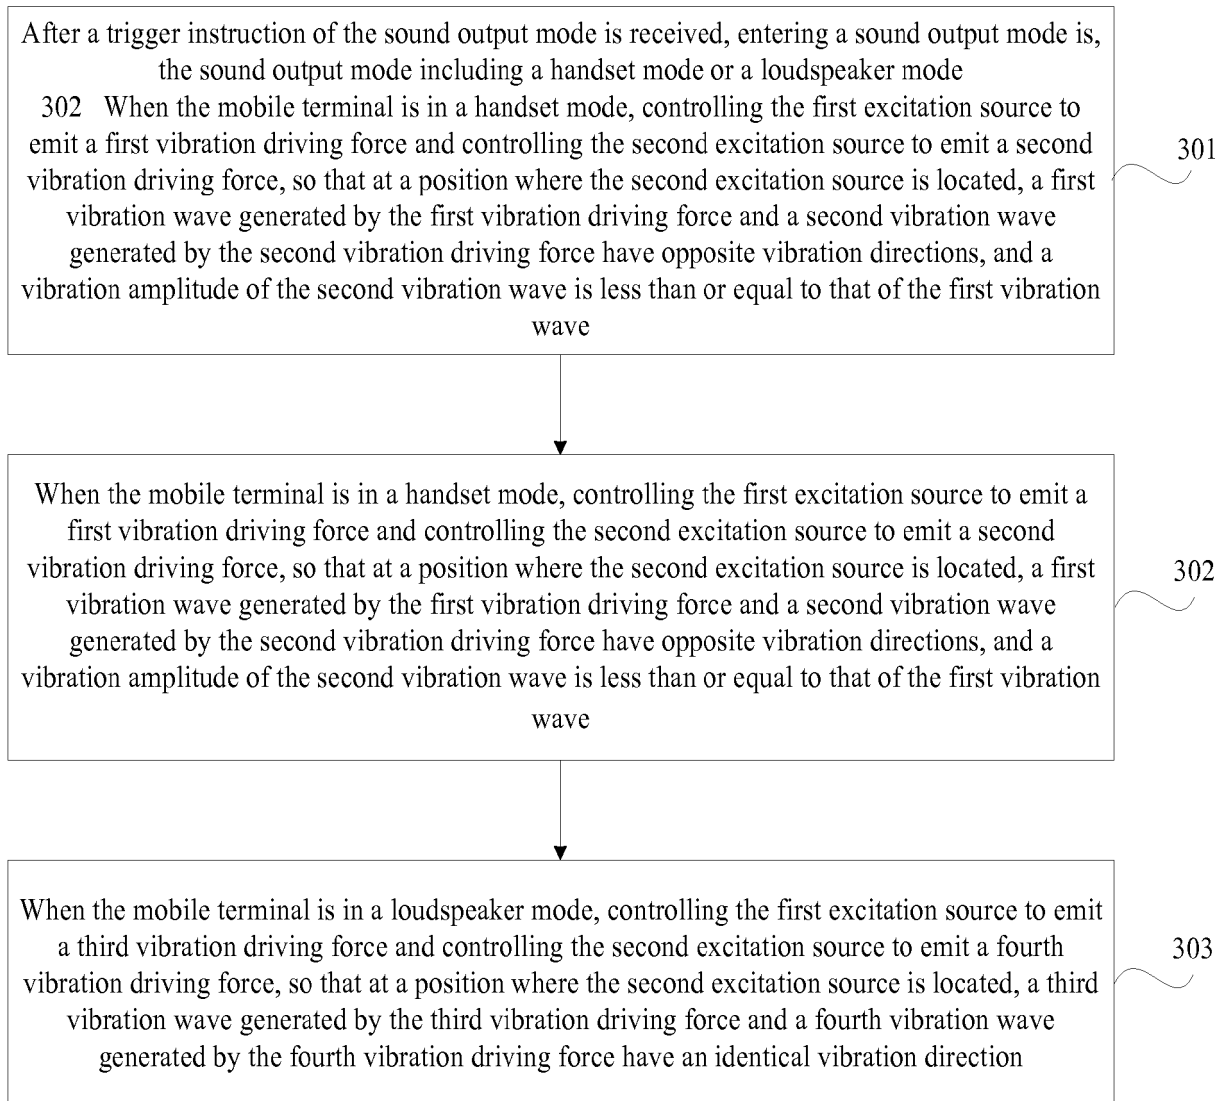 After a trigger instruction of the sound output mode is received, entering a sound output mode is,
the sound output mode including a handset mode or a loudspeaker mode
302 When the mobile terminal is in a handset mode, controlling the first excitation source to
emit a first vibration driving force and controlling the second excitation source to emit a second
vibration driving force, so that at a position where the second excitation source is located, a first
vibration wave generated by the first vibration driving force and a second vibration wave
generated by the second vibration driving force have opposite vibration directions, and a
vibration amplitude of the second vibration wave is less than or equal to that of the first vibration
wave
301
When the mobile terminal is in a handset mode, controlling the first excitation source to emit a
first vibration driving force and controlling the second excitation source to emit a second
vibration driving force, so that at a position where the second excitation source is located, a first
vibration wave generated by the first vibration driving force and a second vibration wave
generated by the second vibration driving force have opposite vibration directions, and a
vibration amplitude of the second vibration wave is less than or equal to that of the first vibration
wave
302
When the mobile terminal is in a loudspeaker mode, controlling the first excitation source to emit
a third vibration driving force and controlling the second excitation source to emit a fourth
vibration driving force, so that at a position where the second excitation source is located, a third
vibration wave generated by the third vibration driving force and a fourth vibration wave
generated by the fourth vibration driving force have an identical vibration direction
303